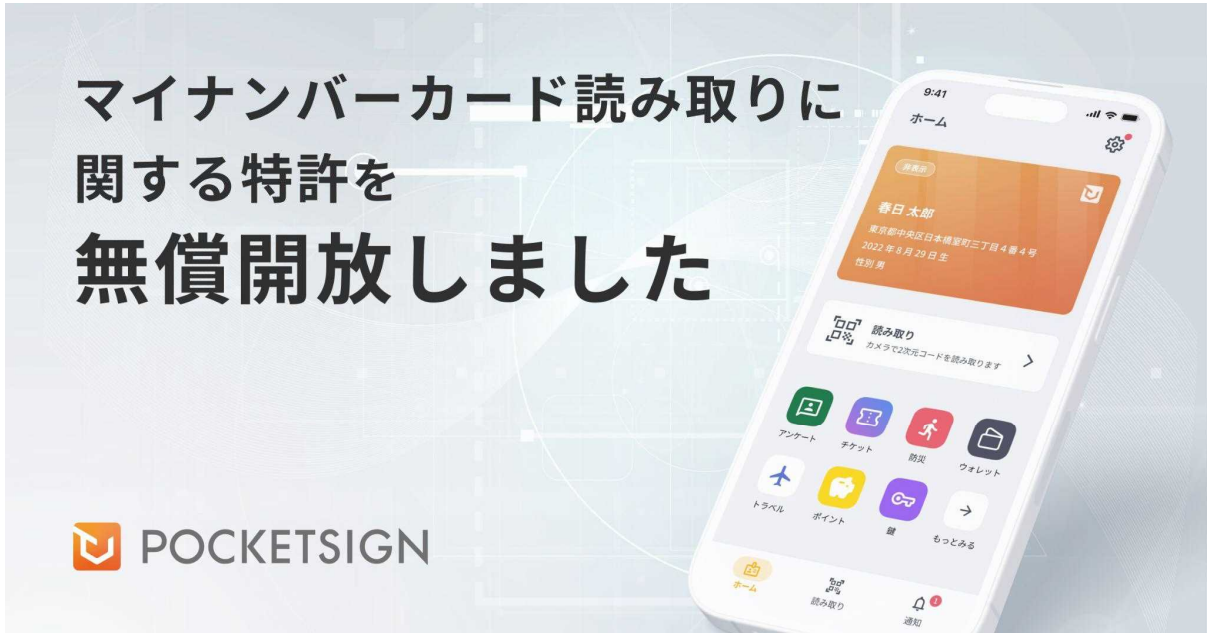 マイナンバーカード読み取りに
関する特許を
無償開放しました
POCKETSIGN
9:41
ホーム
非表示
春日 太郎
東京都中央区日本橋室町三丁目4番4号
2022年8月29日生
性別 男
読み取り
カメラで2次元コードを読み取ります
アンケート
チケット
防災
ウォレット
トラベル
ポイント
鍵
もっとみる
ホーム
読み取り
通知
1